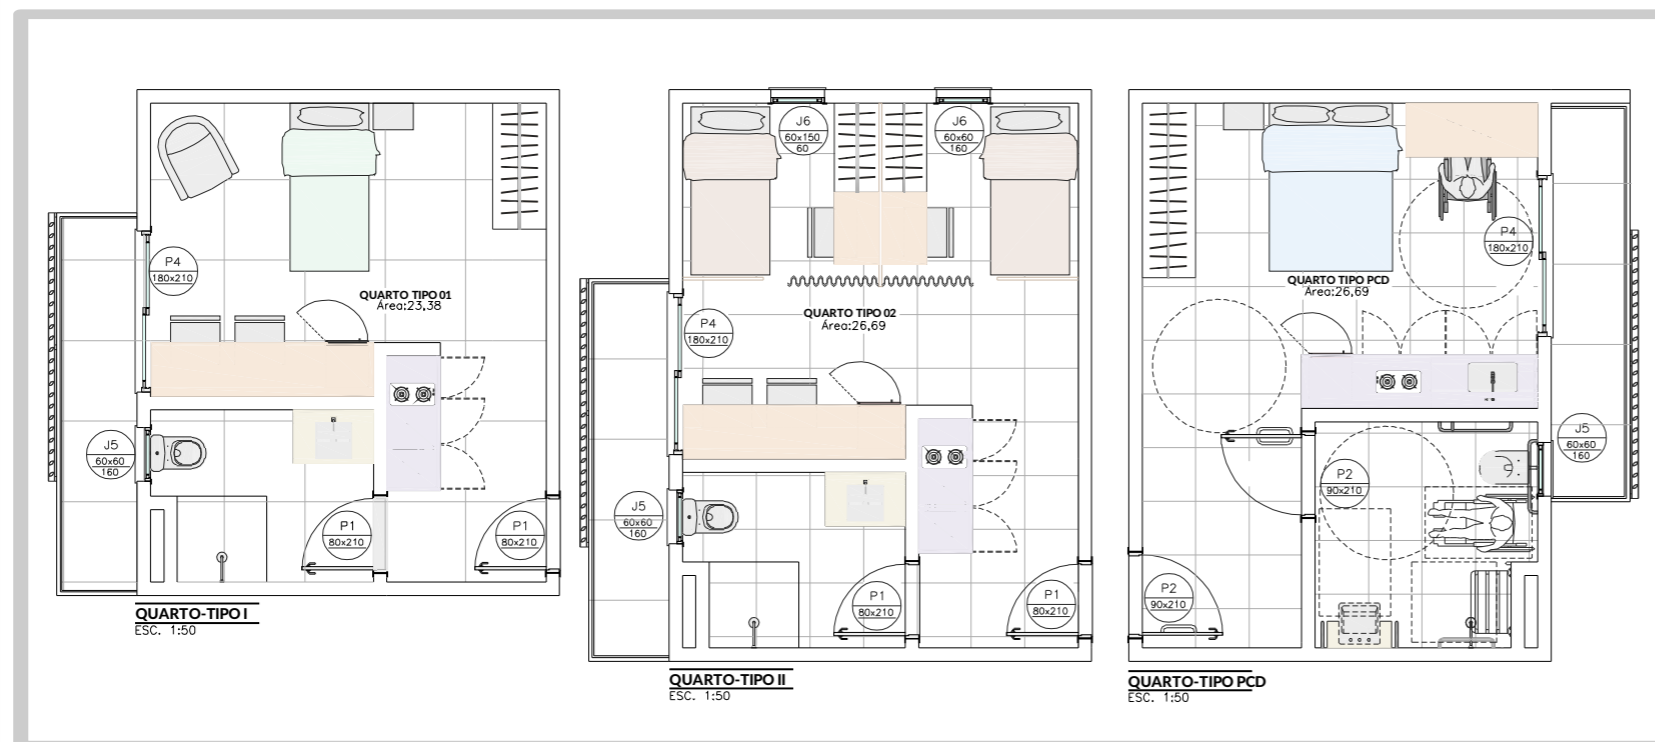 P4
180x210
QUARTO TIPO 01
Área:23,38
J5
60x60
160
P1
80x210
P1
80x210
QUARTO-TIPO I
ESC. 1:50
J6
60x150
60
J6
60x60
160
QUARTO TIPO 02
Área:26,69
P4
180x210
J5
60x60
160
P1
80x210
P1
80x210
QUARTO-TIPO II
ESC. 1:50
P4
180x210
QUARTO TIPO PCD
Área:26,69
J5
60x60
160
P2
90x210
P2
90x210
QUARTO-TIPO PCD
ESC. 1:50